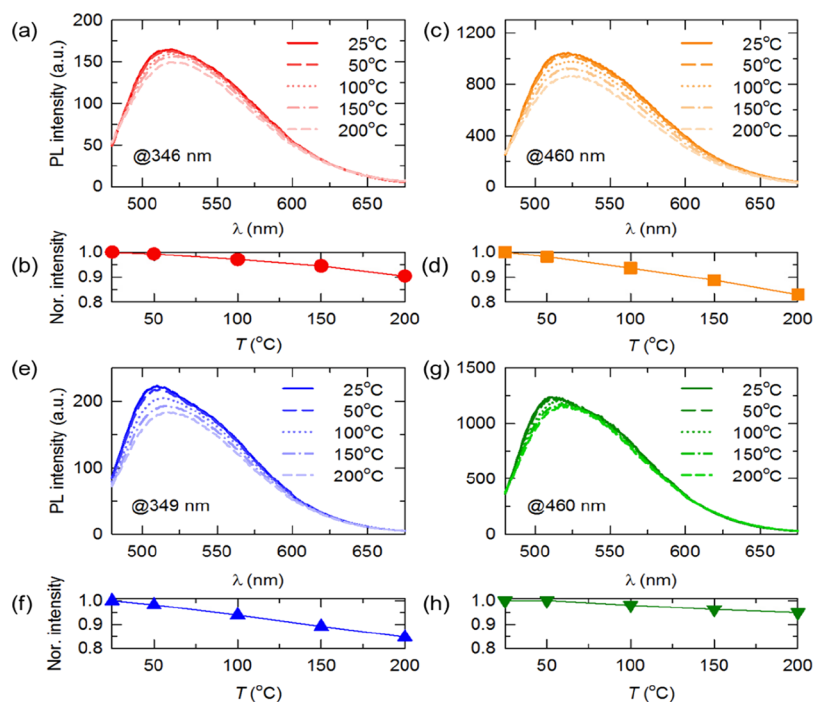 (a)
PL intensity (a.u.)
200
150
100
50
0
25°C
50°C
100°C
150°C
200°C
@346 nm
500 550 600 650
λ (nm)
(b)
Nor. intensity
1.0
0.9
0.8
50 100 150 200
T (°C)
(c)
1200
800
400
0
25°C
50°C
100°C
150°C
200°C
@460 nm
500 550 600 650
λ (nm)
(d)
1.0
0.9
0.8
50 100 150 200
T (°C)
(e)
PL intensity (a.u.)
200
100
0
25°C
50°C
100°C
150°C
200°C
@349 nm
500 550 600 650
λ (nm)
(f)
Nor. intensity
1.0
0.9
0.8
50 100 150 200
T (°C)
(g)
1500
1000
500
0
25°C
50°C
100°C
150°C
200°C
@460 nm
500 550 600 650
λ (nm)
(h)
1.0
0.9
0.8
50 100 150 200
T (°C)